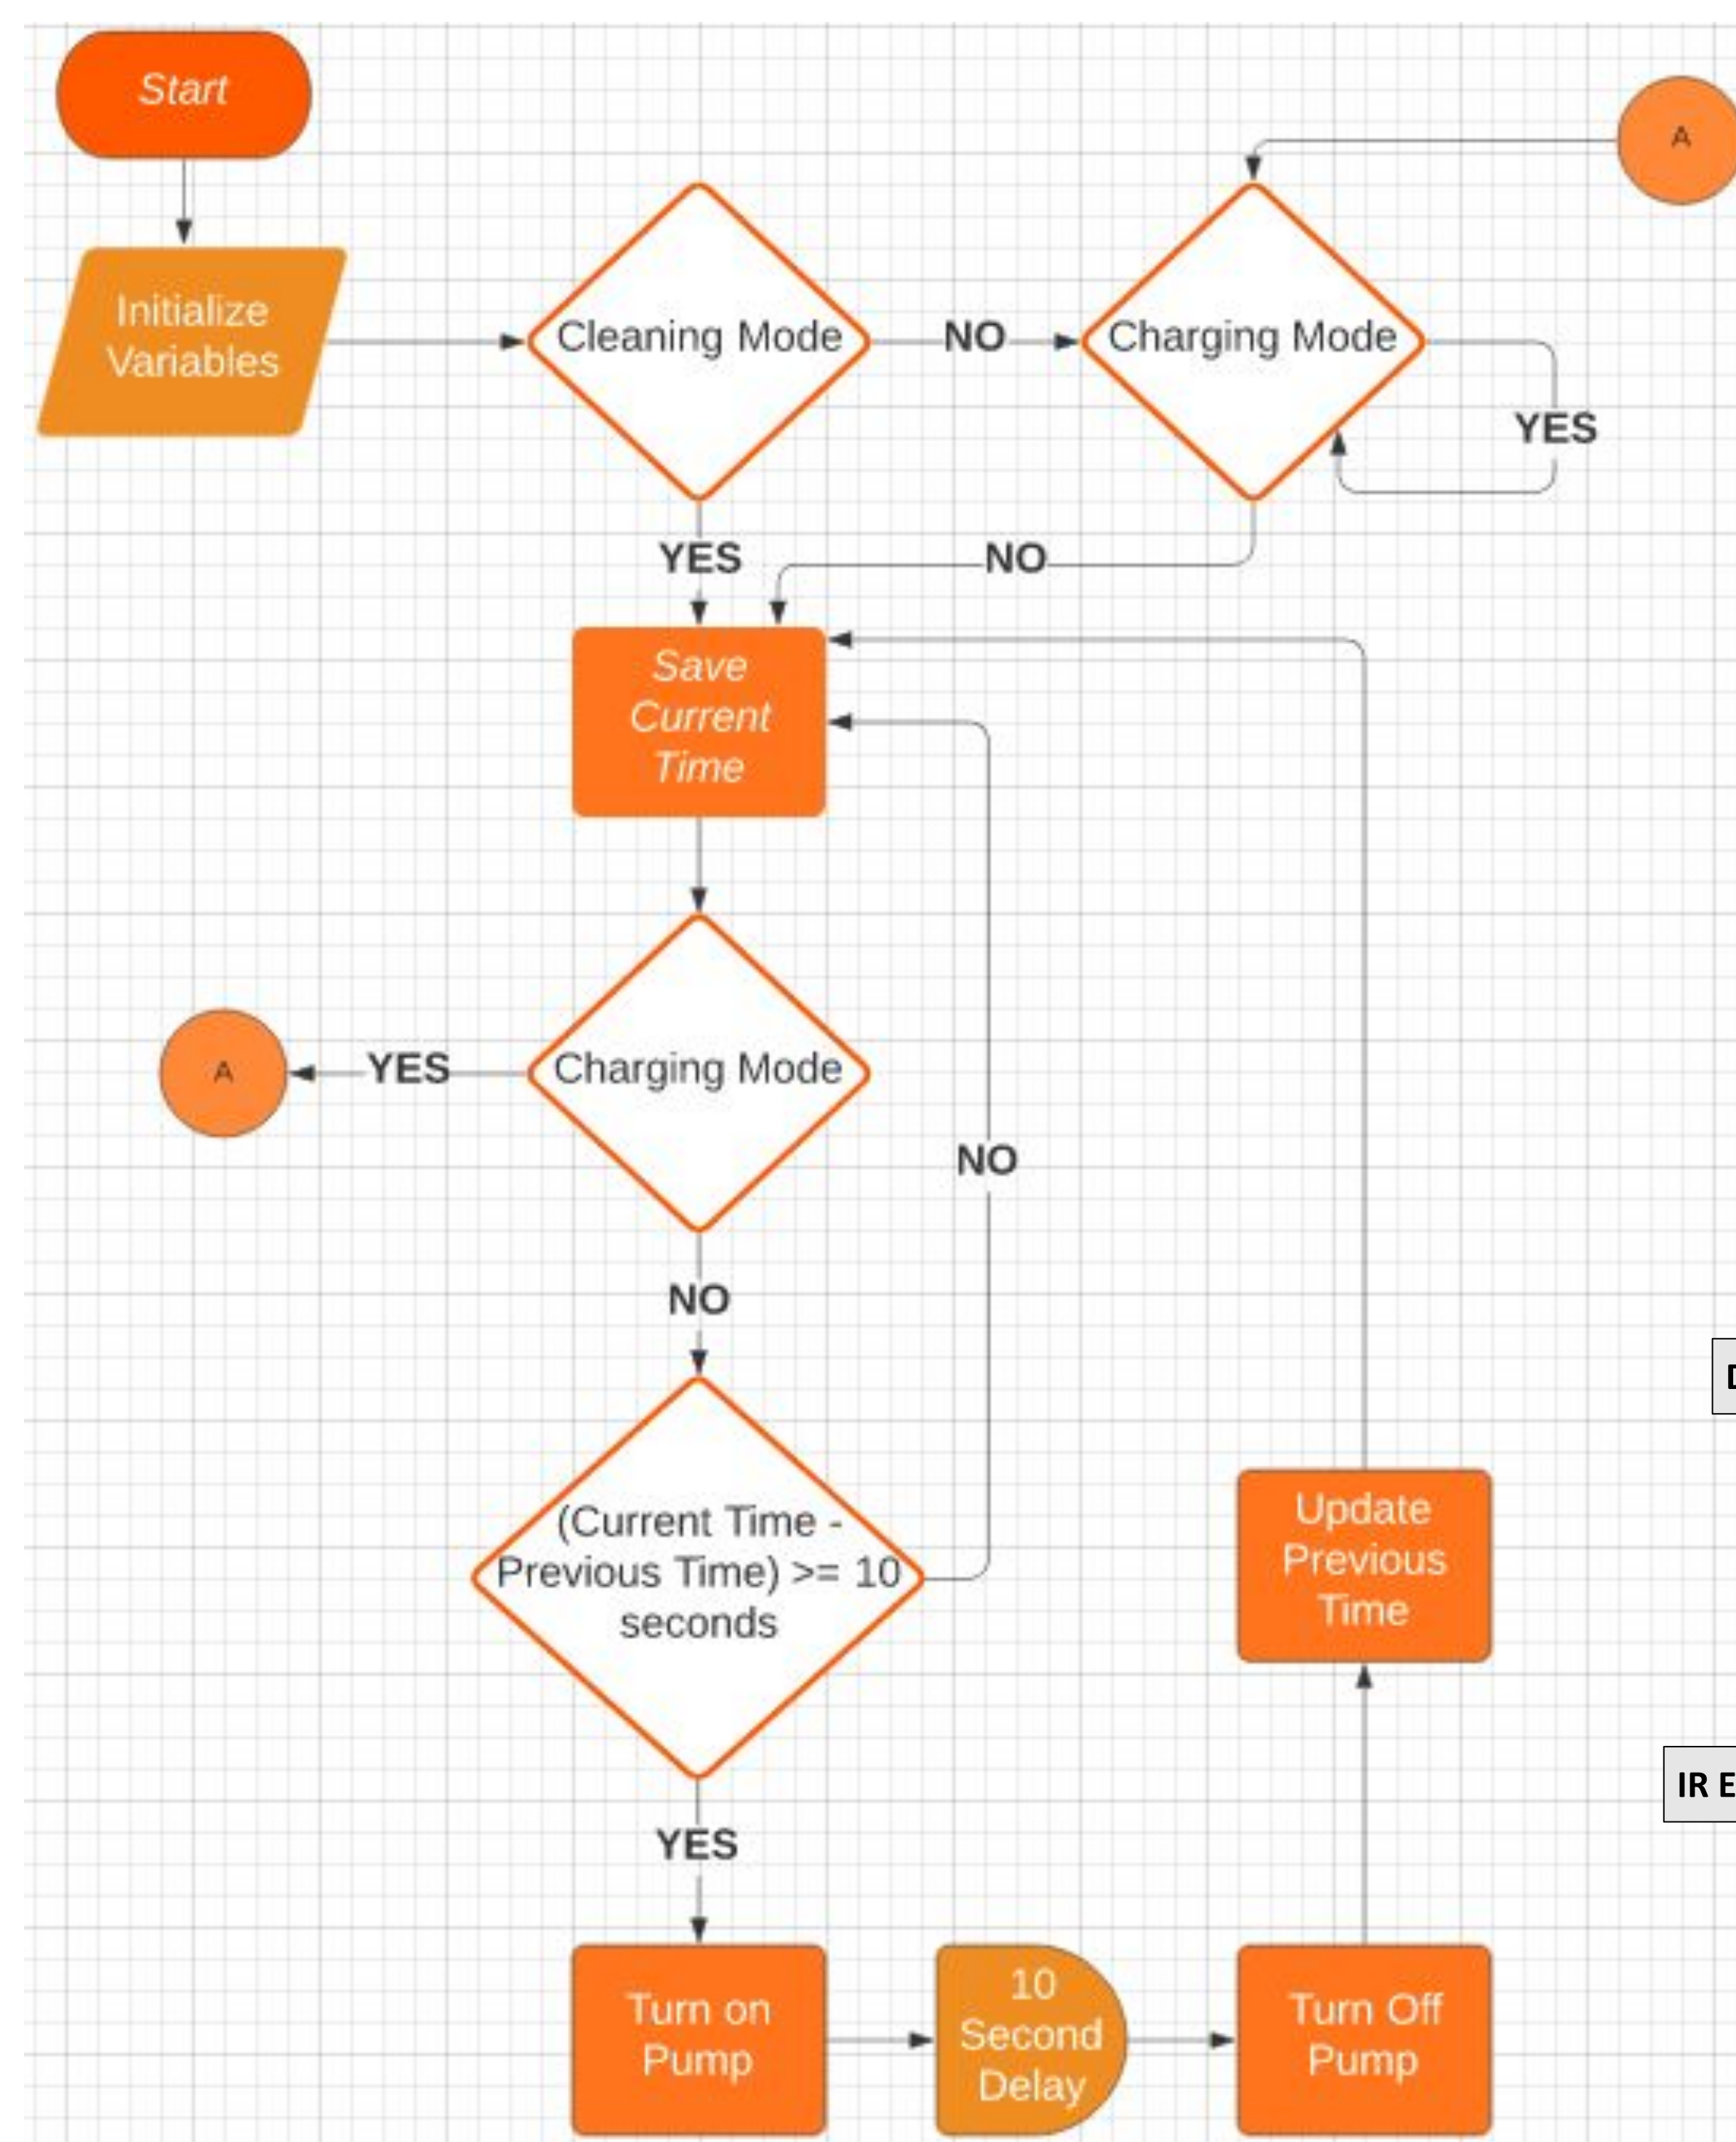 Start
A
Initialize
Variables
Cleaning Mode
NO
Charging Mode
YES
YES
NO
Save
Current
Time
A
YES
Charging Mode
NO
NO
(Current Time -
Previous Time) >= 10
seconds
Update
Previous
Time
IR
YES
Turn on
Pump
10
Second
Delay
Turn Off
Pump